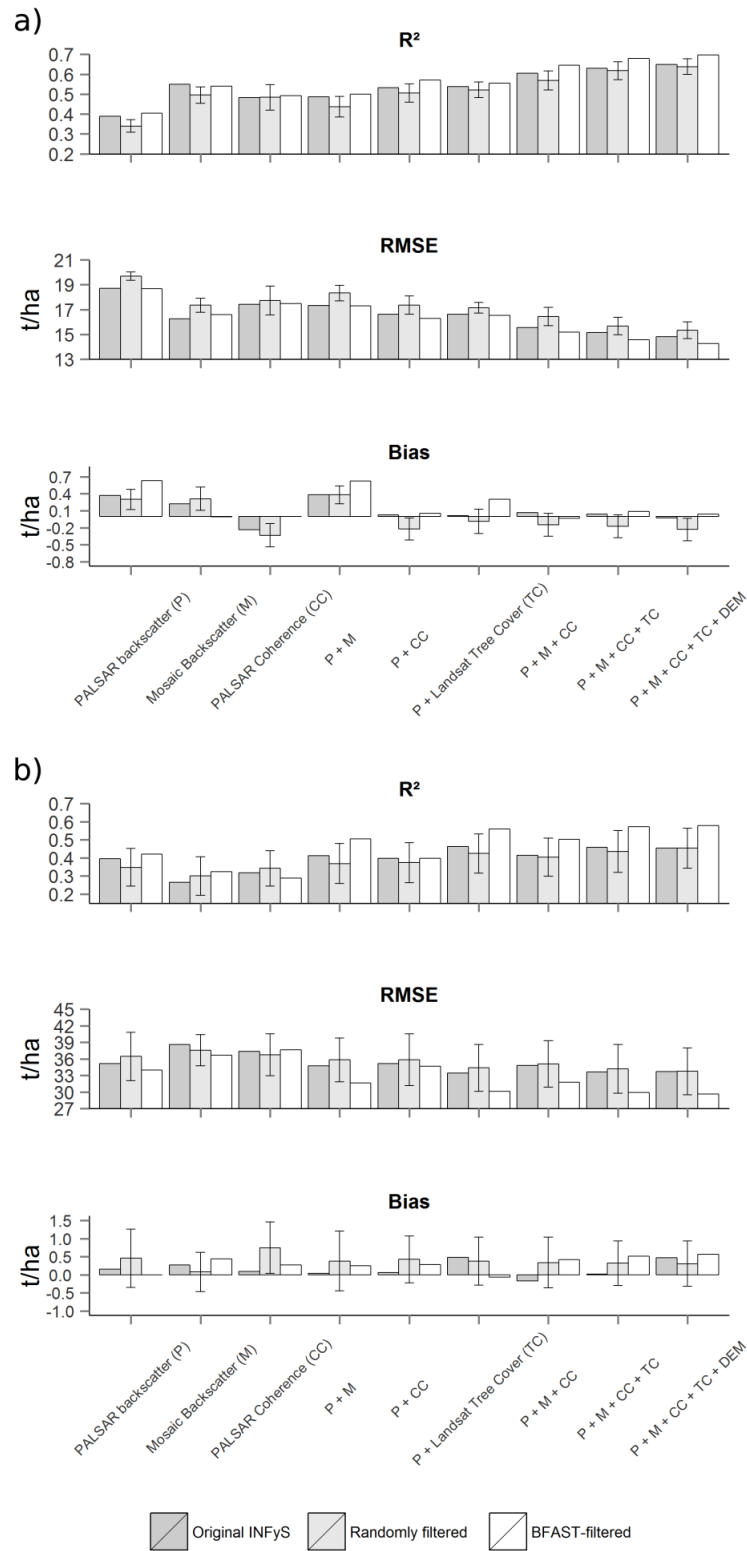 a)
R²
0.7
0.6
0.5
0.4
0.3
0.2
RMSE
t/ha
21
19
17
15
13
Bias
t/ha
0.7
0.4
0.1
-0.2
-0.5
-0.8
PALSAR backscatter (P)
Mosaic Backscatter (M)
PALSAR Coherence (CC)
P + M
P + CC
P + Landsat Tree Cover (TC)
P + M + CC
P + M + CC + TC
P + M + CC + TC + DEM
b)
R²
0.7
0.6
0.5
0.4
0.3
0.2
RMSE
t/ha
45
42
39
36
33
30
27
Bias
t/ha
1.5
1.0
0.5
0.0
-0.5
-1.0
PALSAR backscatter (P)
Mosaic Backscatter (M)
PALSAR Coherence (CC)
P + M
P + CC
P + Landsat Tree Cover (TC)
P + M + CC
P + M + CC + TC
P + M + CC + TC + DEM
Original INFyS Randomly filtered BFAST-filtered